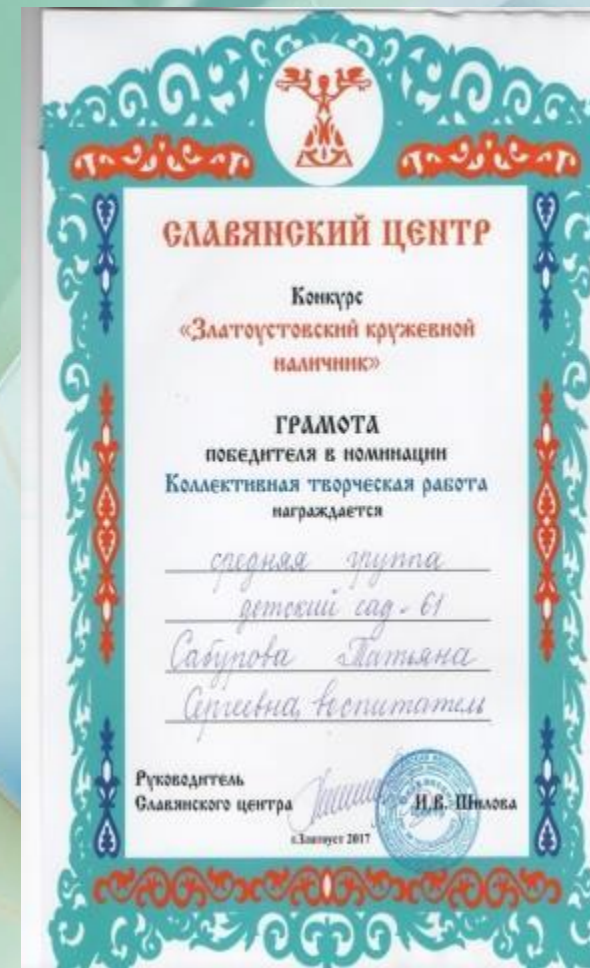 СЛАВЯНСКИЙ ЦЕНТР
Конкурс
«Златоустовский кружевной
наличник»
ГРАМОТА
победителя в номинации
Коллективная творческая работа
награждается
средняя группа
детский сад - 61
Сабурова Татьяна
Сергеевна, воспитатель
Руководитель
Славянского центра
И.В. Шилова
г.Златоуст 2017